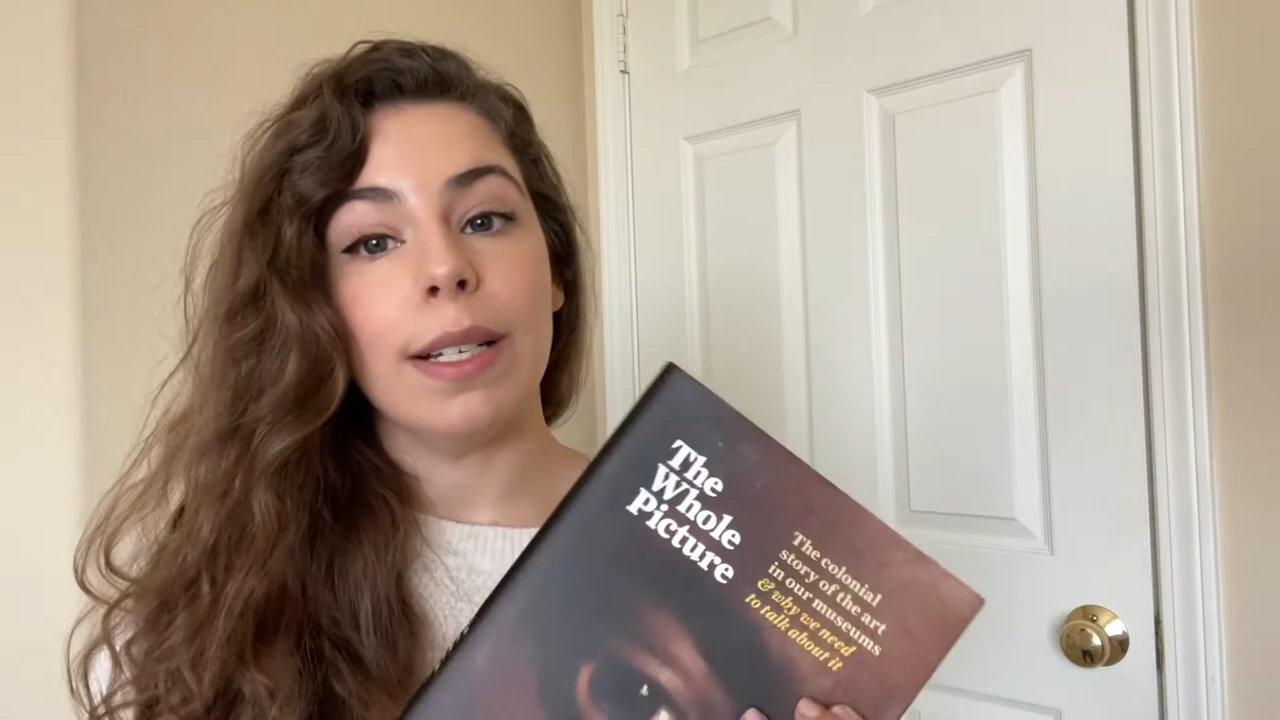 The
Whole
Picture
The colonial
story of the art
in our museums
& why we need
to talk about it